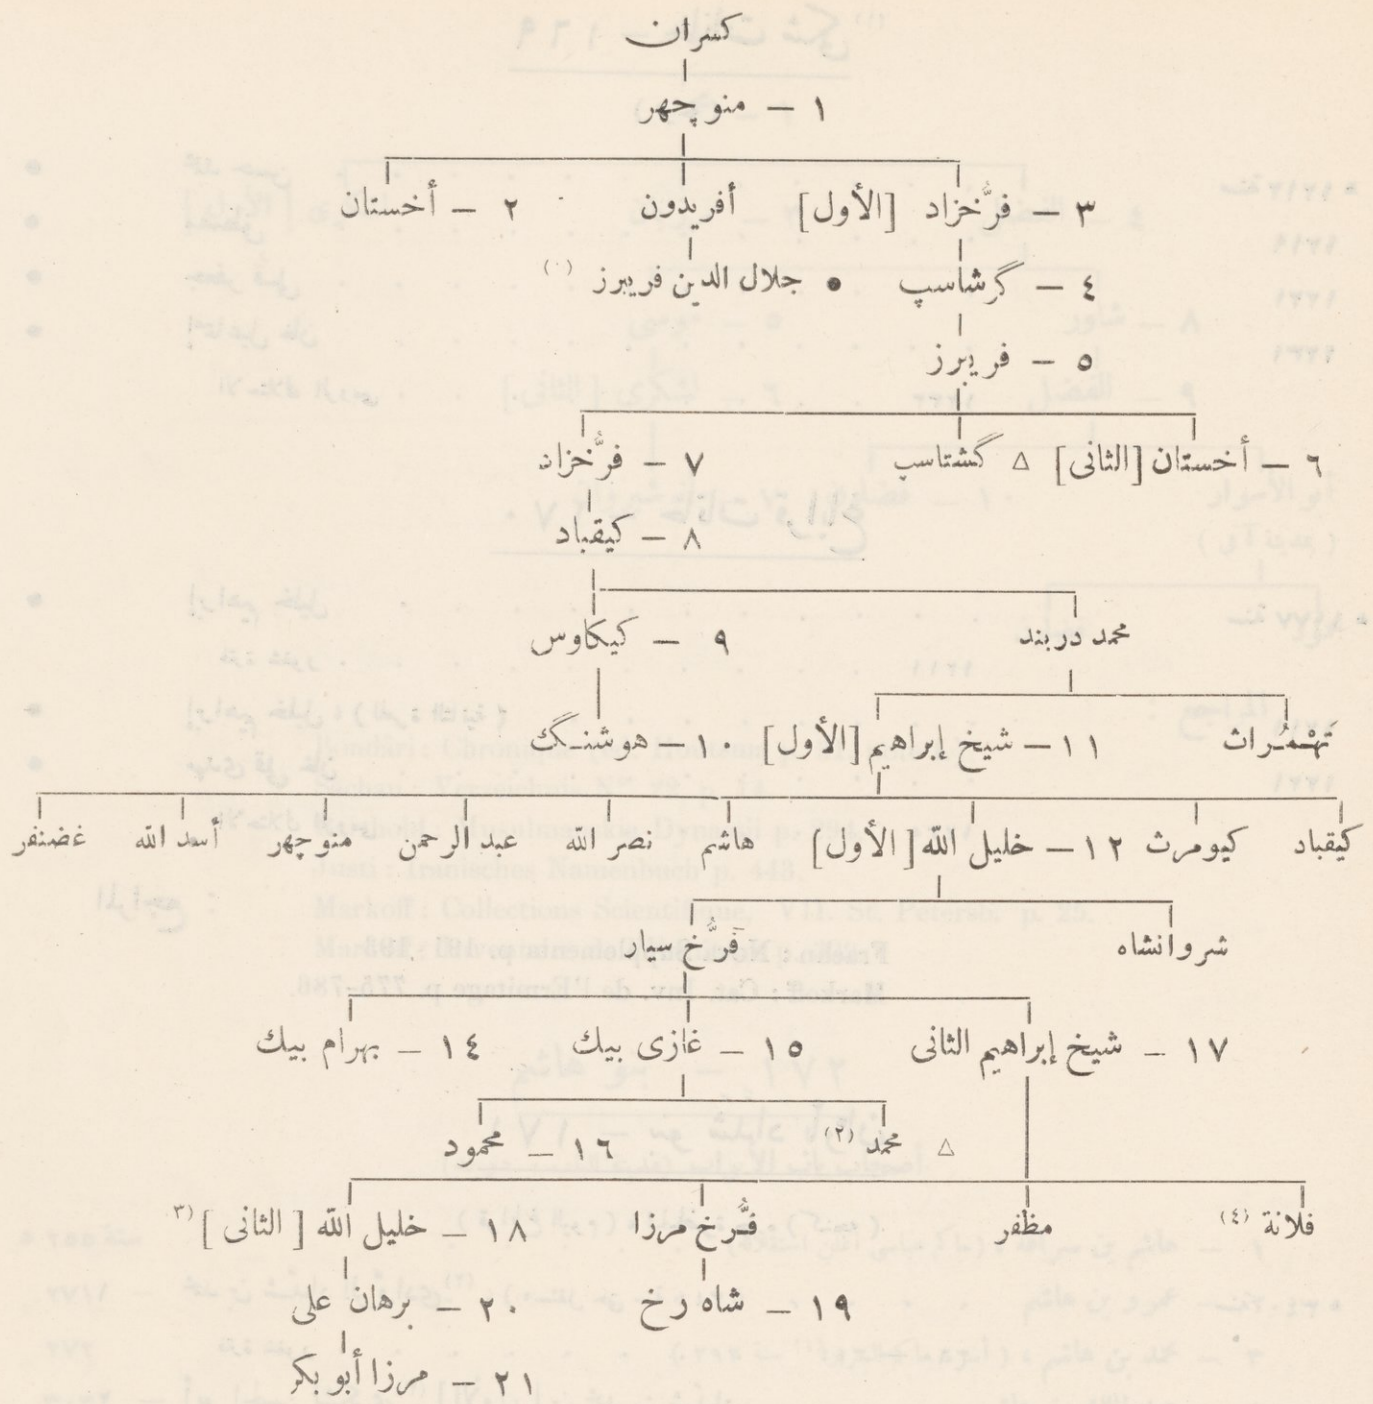 كسران
١ — منوچهر
٣ — فرُّخزاد [الأول] أفريدون ٢ — أخستان
٤ — گرشاسپ • جلال الدين فريبرز (١)
٥ — فريبرز
٦ — أخستان [الثانى] △ گشتاسب ٧ — فرُّخزاد
٨ — كيقباد
محمد دربند ٩ — كيكاوس
تَهْمُراث ١١ — شيخ إبراهيم [الأول] ١٠ — هوشنگ
كيقباد كيومرث ١٢ — خليل الله [الأول] هاشم نصر الله عبد الرحمن منوچهر أسد الله غضنفر
شروانشاه فَرُّخ سيار
١٧ — شيخ إبراهيم الثانى ١٥ — غازى بيك ١٤ — بهرام بيك
△ محمد (٢) ١٦ — محمود
فلانة (٤) مظفر فرُّخ مرزا ١٨ — خليل الله [الثانى] (٣)
١٩ — شاه رخ ٢٠ — برهان على
٢١ — مرزا أبو بكر